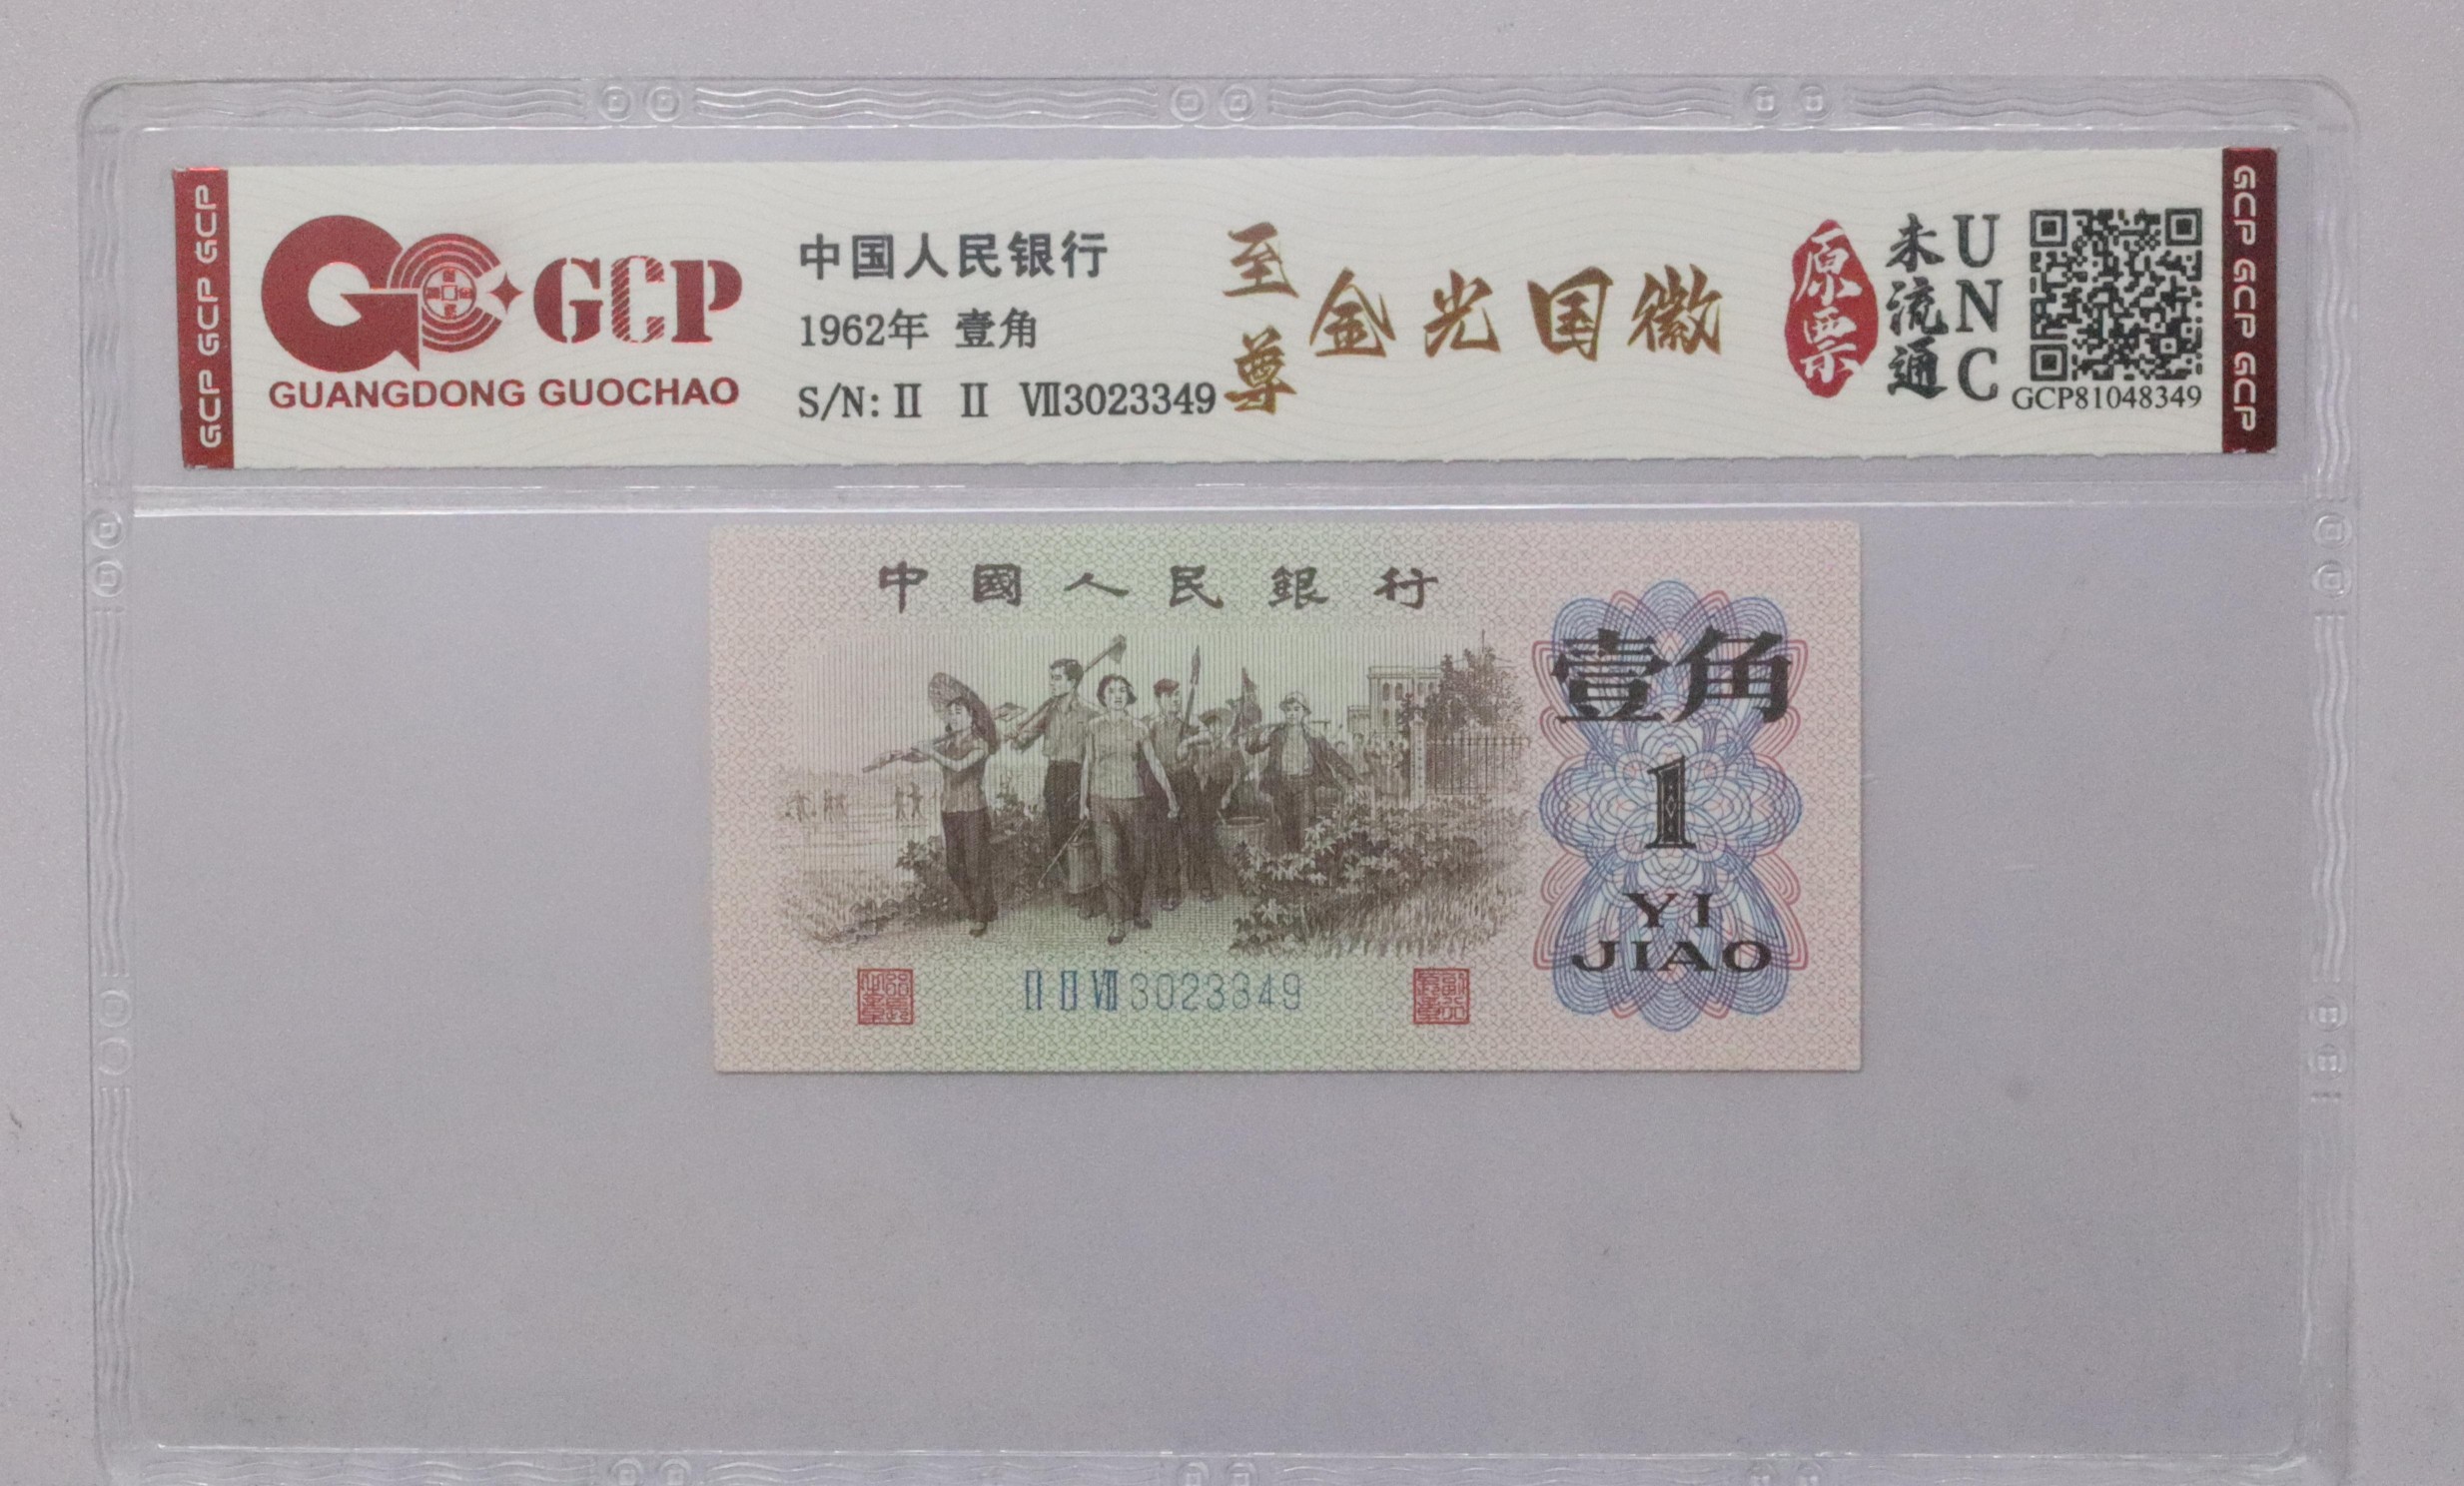 GCP GCP GCP
GCP
GUANGDONG GUOCHAO
中国人民银行
1962年 壹角
S/N: Ⅱ Ⅱ Ⅶ3023349
至尊
金光国徽
原票
未流通
UNC
GCP81048349
GCP GCP GCP
中國人民銀行
壹角
1
YI
JIAO
Ⅱ Ⅱ Ⅶ 3023349